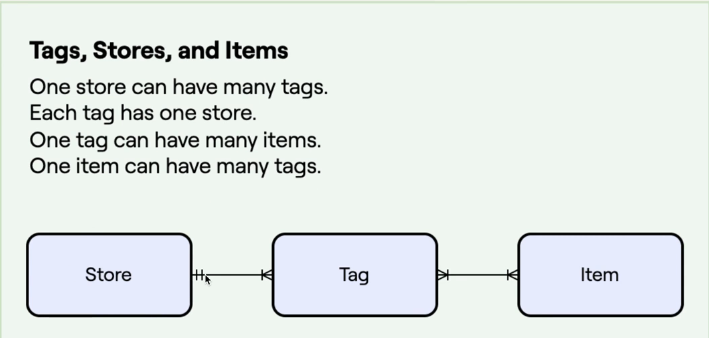 Tags, Stores, and Items
One store can have many tags.
Each tag has one store.
One tag can have many items.
One item can have many tags.
Store
Tag
Item